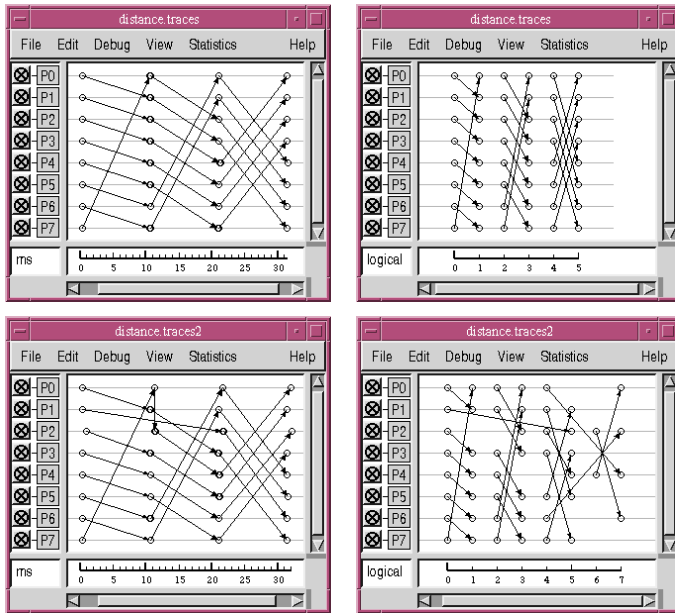 distance.traces
File Edit Debug View Statistics Help
P0
P1
P2
P3
P4
P5
P6
P7
ms
0 5 10 15 20 25 30
distance.traces
File Edit Debug View Statistics Help
P0
P1
P2
P3
P4
P5
P6
P7
logical
0 1 2 3 4 5
distance.traces2
File Edit Debug View Statistics Help
P0
P1
P2
P3
P4
P5
P6
P7
ms
0 5 10 15 20 25 30
distance.traces2
File Edit Debug View Statistics Help
P0
P1
P2
P3
P4
P5
P6
P7
logical
0 1 2 3 4 5 6 7